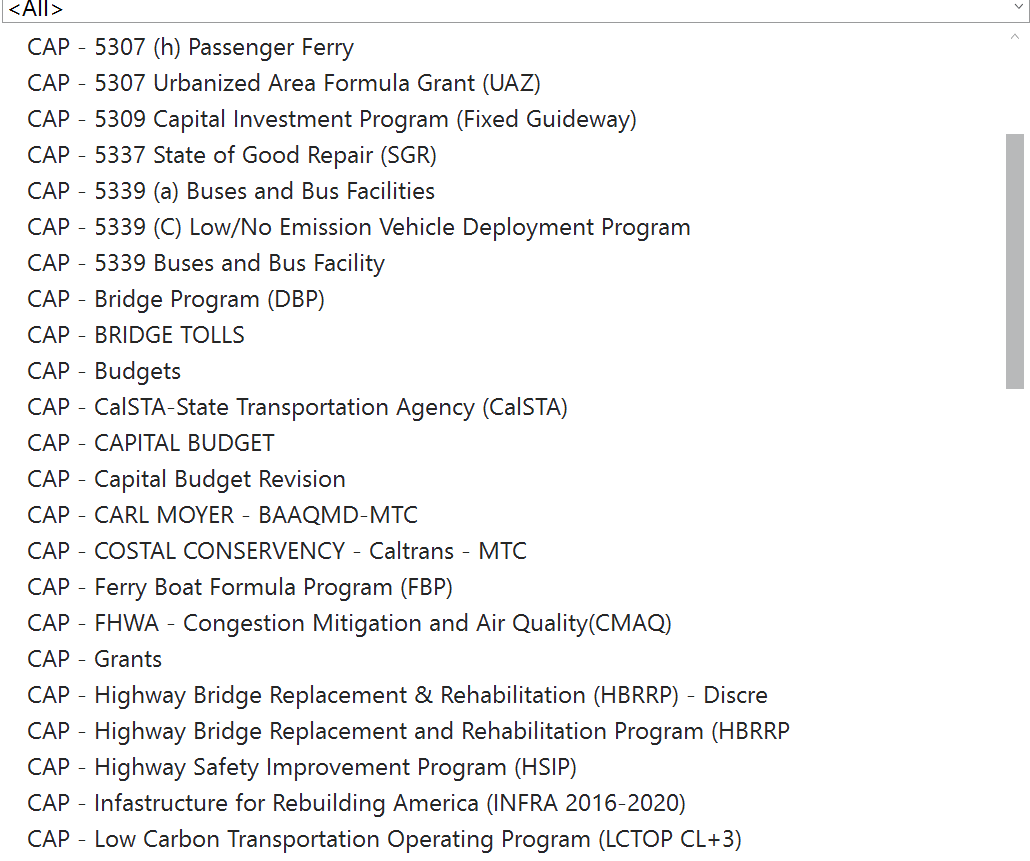 <All>
CAP - 5307 (h) Passenger Ferry
CAP - 5307 Urbanized Area Formula Grant (UAZ)
CAP - 5309 Capital Investment Program (Fixed Guideway)
CAP - 5337 State of Good Repair (SGR)
CAP - 5339 (a) Buses and Bus Facilities
CAP - 5339 (C) Low/No Emission Vehicle Deployment Program
CAP - 5339 Buses and Bus Facility
CAP - Bridge Program (DBP)
CAP - BRIDGE TOLLS
CAP - Budgets
CAP - CalSTA-State Transportation Agency (CalSTA)
CAP - CAPITAL BUDGET
CAP - Capital Budget Revision
CAP - CARL MOYER - BAAQMD-MTC
CAP - COSTAL CONSERVENCY - Caltrans - MTC
CAP - Ferry Boat Formula Program (FBP)
CAP - FHWA - Congestion Mitigation and Air Quality(CMAQ)
CAP - Grants
CAP - Highway Bridge Replacement & Rehabilitation (HBRRP) - Discre
CAP - Highway Bridge Replacement and Rehabilitation Program (HBRRP
CAP - Highway Safety Improvement Program (HSIP)
CAP - Infastructure for Rebuilding America (INFRA 2016-2020)
CAP - Low Carbon Transportation Operating Program (LCTOP CL+3)